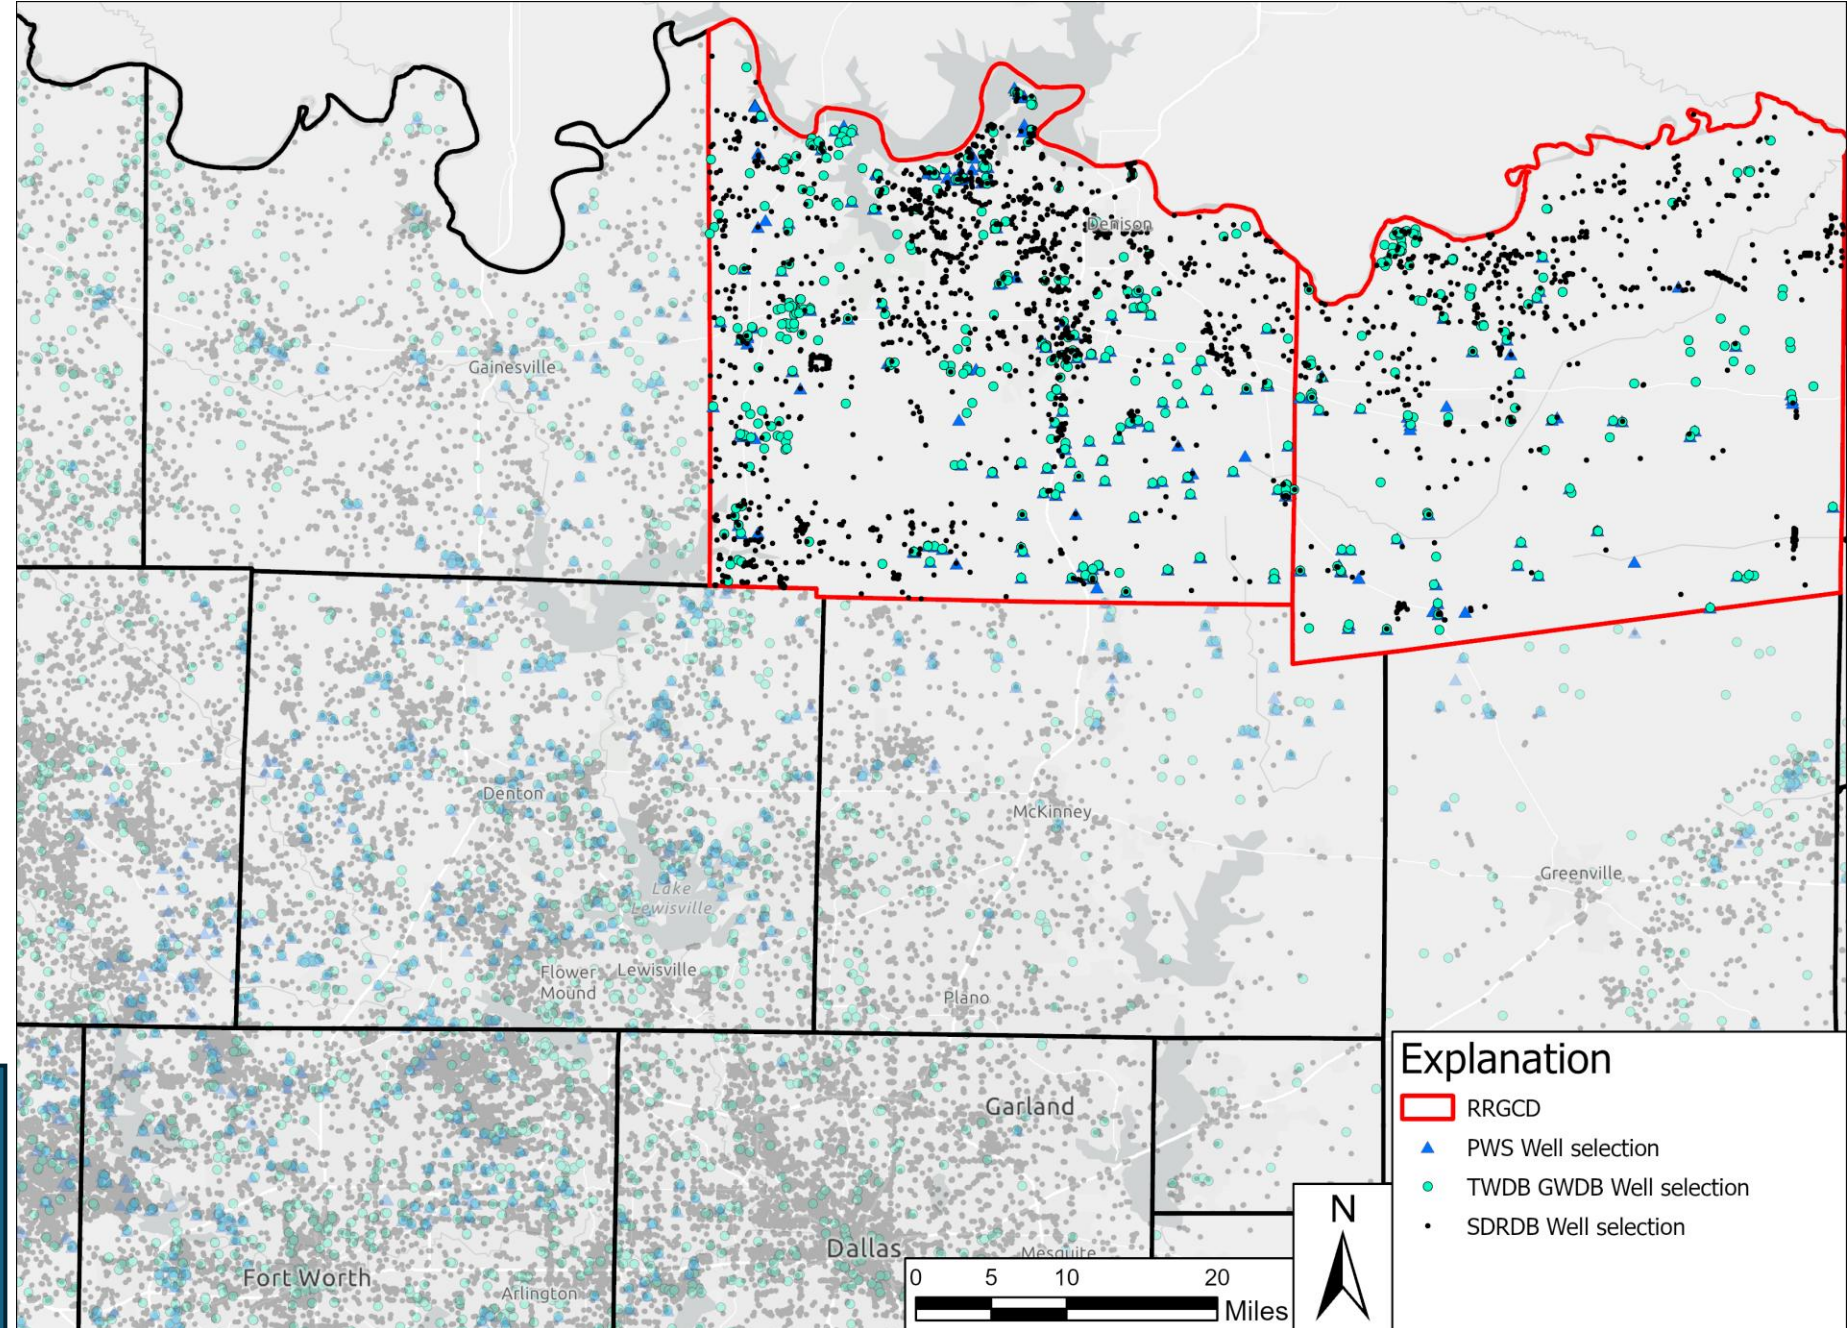 Denison
Gainesville
Denton
McKinney
Lake
Lewisville
Greenville
Flower
Mound
Lewisville
Plano
Garland
Dallas
Mesquite
Fort Worth
Arlington
Explanation
RRGCD
PWS Well selection
TWDB GWDB Well selection
SDRDB Well selection
N
0 5 10 20
Miles